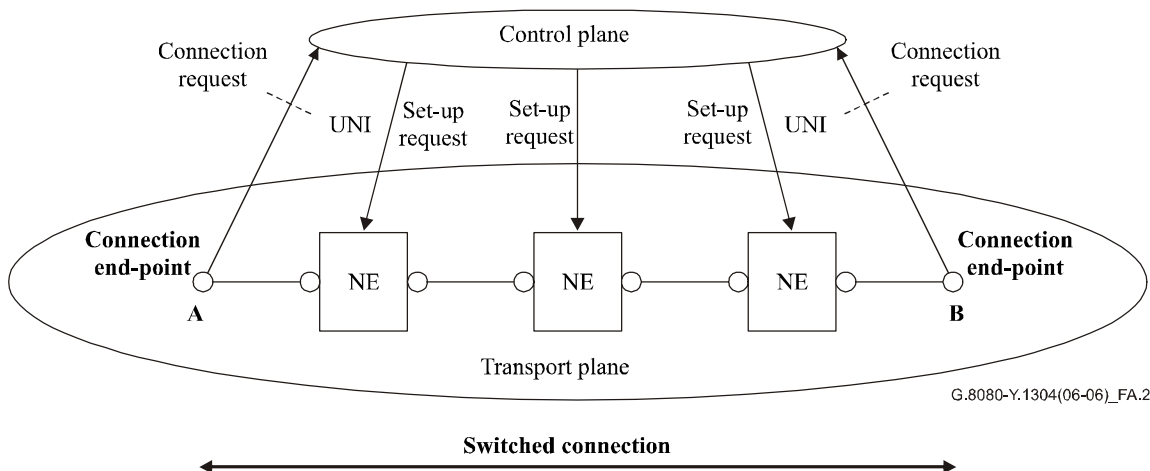 Control plane
Connection
request
Connection
request
UNI
Set-up
request
Set-up
request
Set-up
request
UNI
Connection
end-point
Connection
end-point
NE
NE
NE
A
B
Transport plane
G.8080-Y.1304(06-06)_FA.2
Switched connection